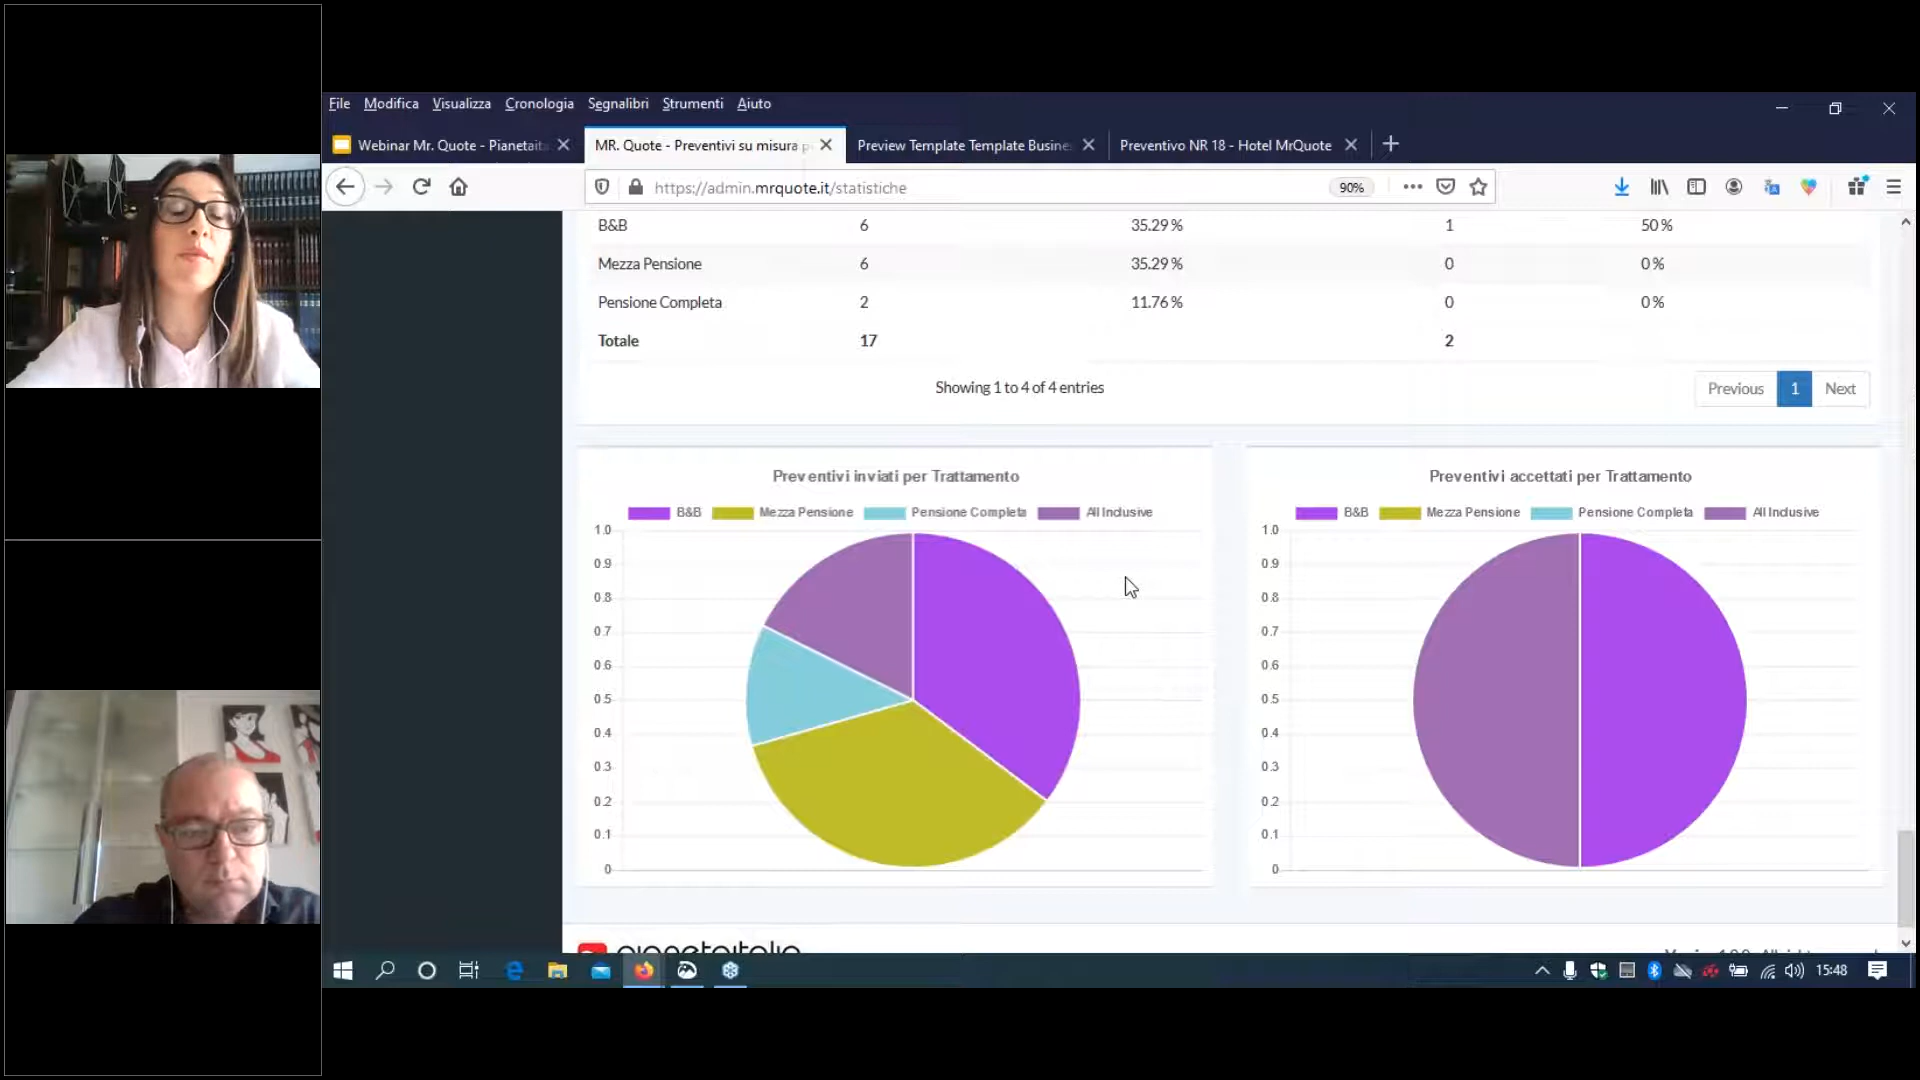 File Modifica Visualizza Cronologia Segnalibri Strumenti Aiuto
Webinar Mr. Quote - Pianetaita
MR. Quote - Preventivi su misura p
Preview Template Template Busine
Preventivo NR 18 - Hotel MrQuote
https://admin.mrquote.it/statistiche
90%
B&B 6 35.29 % 1 50 %
Mezza Pensione 6 35.29 % 0 0 %
Pensione Completa 2 11.76 % 0 0 %
Totale 17 2
Showing 1 to 4 of 4 entries
Previous 1 Next
Preventivi inviati per Trattamento
B&B Mezza Pensione Pensione Completa All Inclusive
1.0
0.9
0.8
0.7
0.6
0.5
0.4
0.3
0.2
0.1
0
Preventivi accettati per Trattamento
B&B Mezza Pensione Pensione Completa All Inclusive
1.0
0.9
0.8
0.7
0.6
0.5
0.4
0.3
0.2
0.1
0
pianetaitalia
15:48